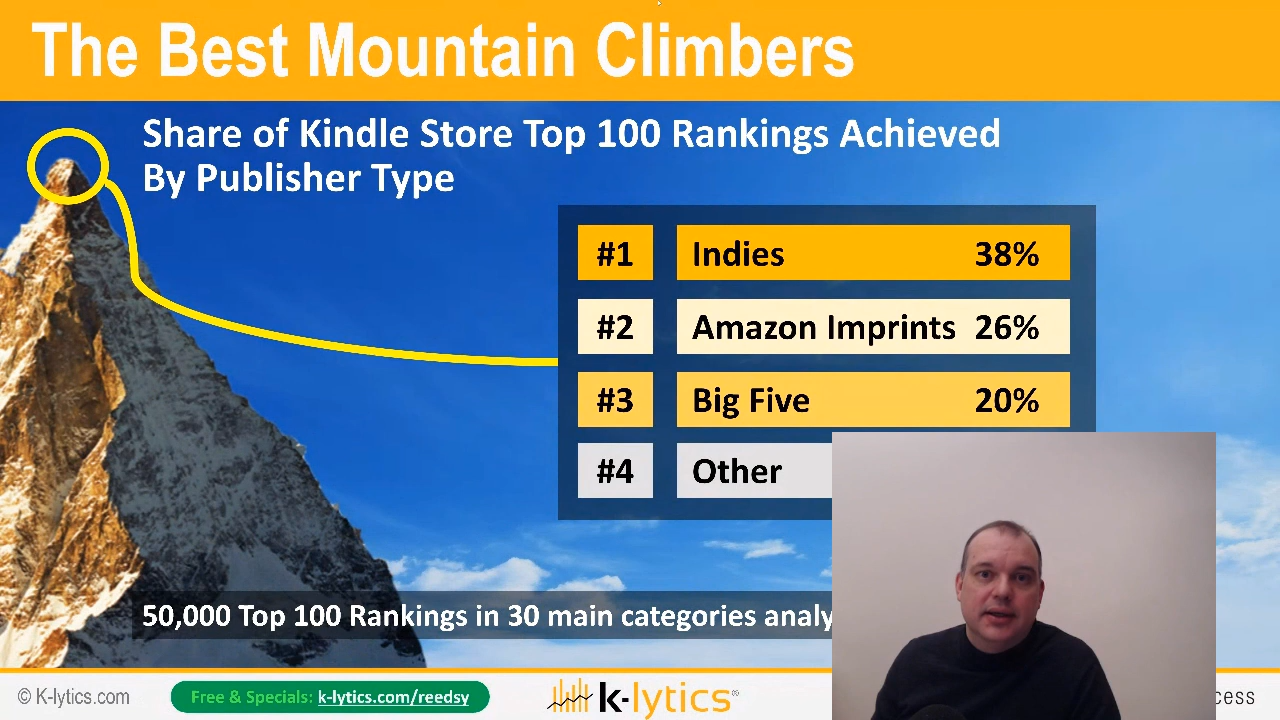 The Best Mountain Climbers
Share of Kindle Store Top 100 Rankings Achieved
By Publisher Type
#1 Indies 38%
#2 Amazon Imprints 26%
#3 Big Five 20%
#4 Other
50,000 Top 100 Rankings in 30 main categories
© K-lytics.com
Free & Specials: k-lytics.com/reedsy
k-lytics®